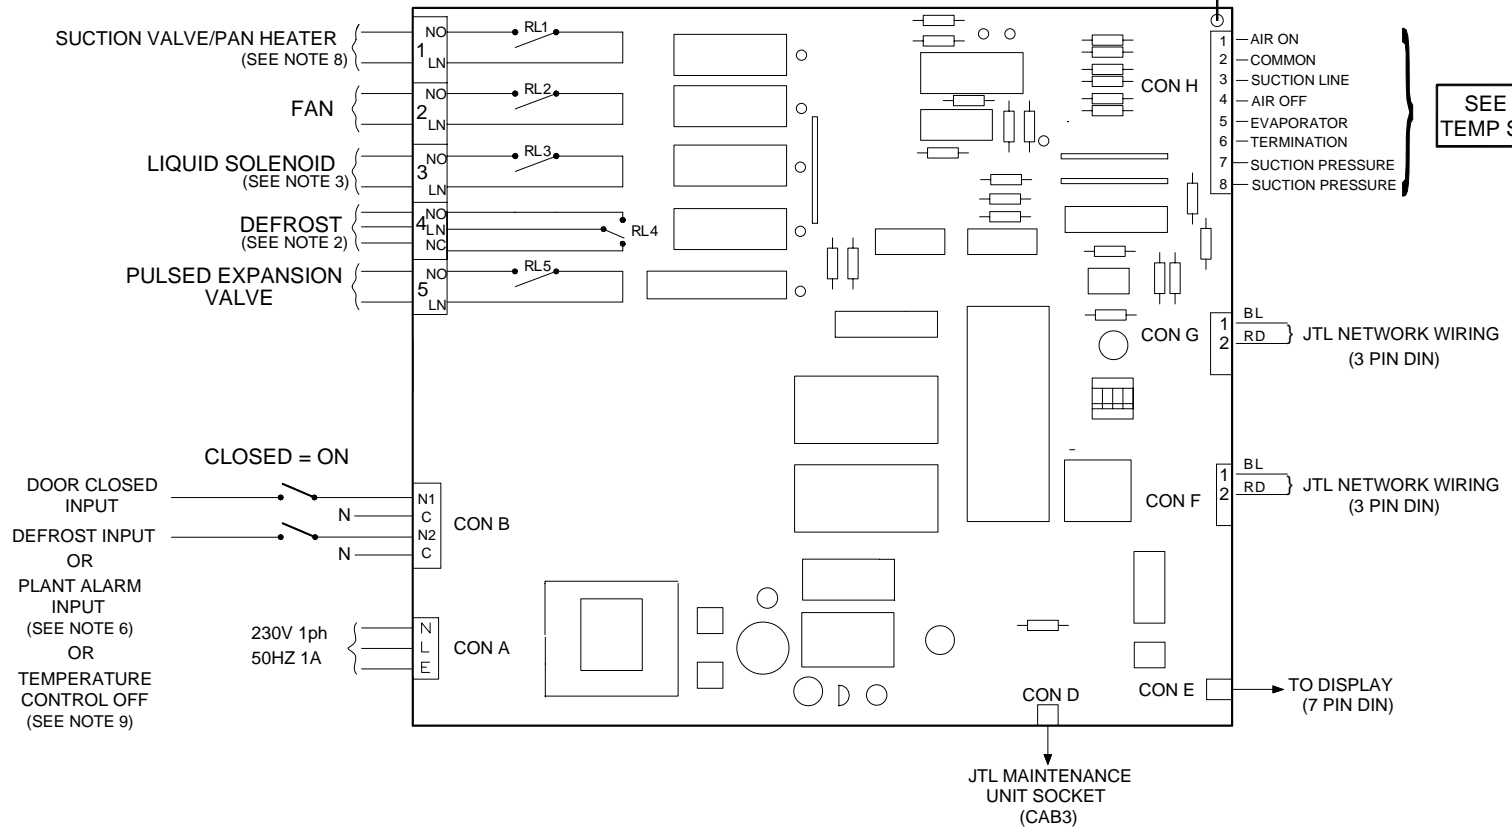 SUCTION VALVE/PAN HEATER
(SEE NOTE 8)
NO
1
LN
RL1
FAN
NO
2
LN
RL2
LIQUID SOLENOID
(SEE NOTE 3)
NO
3
LN
RL3
DEFROST
(SEE NOTE 2)
NO
4
LN
NC
RL4
PULSED EXPANSION
VALVE
NO
5
LN
RL5
CON H
1 AIR ON
2 COMMON
3 SUCTION LINE
4 AIR OFF
5 EVAPORATOR
6 TERMINATION
7 SUCTION PRESSURE
8 SUCTION PRESSURE
SEE
TEMP S
CON G
1 BL
2 RD
JTL NETWORK WIRING
(3 PIN DIN)
CON F
1 BL
2 RD
JTL NETWORK WIRING
(3 PIN DIN)
CLOSED = ON
DOOR CLOSED
INPUT
N
DEFROST INPUT
N
OR
PLANT ALARM
INPUT
(SEE NOTE 6)
OR
TEMPERATURE
CONTROL OFF
(SEE NOTE 9)
N1
C
N2
C
CON B
230V 1ph
50HZ 1A
N
L
E
CON A
CON D
JTL MAINTENANCE
UNIT SOCKET
(CAB3)
CON E
TO DISPLAY
(7 PIN DIN)